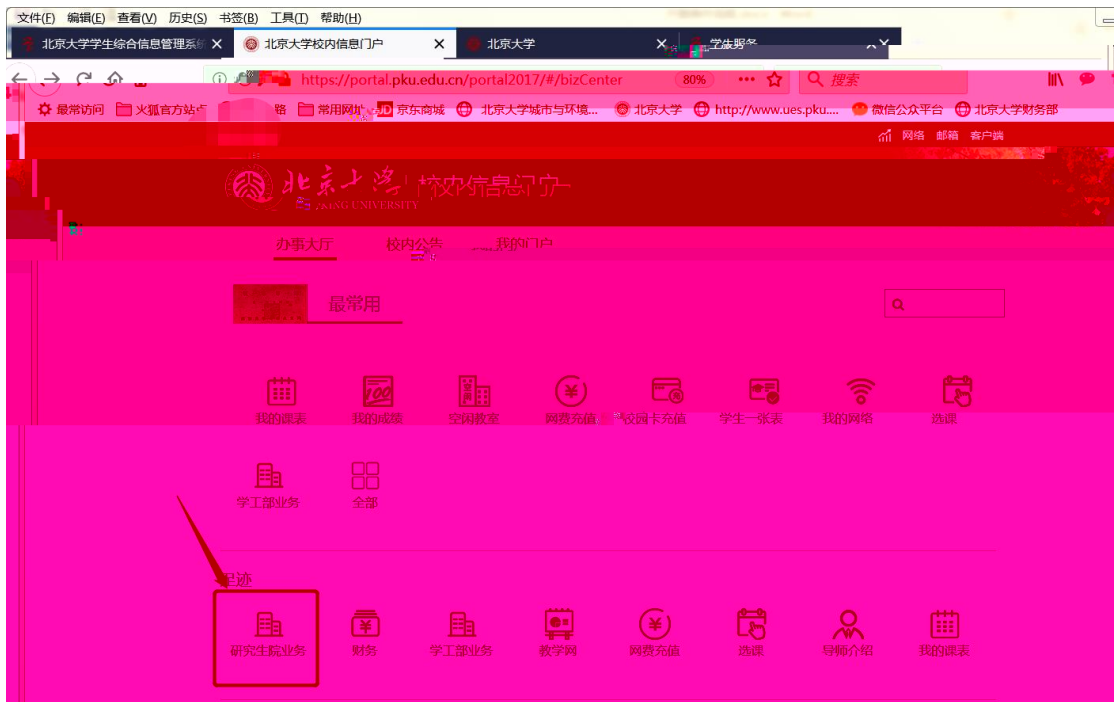 文件(F) 编辑(E) 查看(V) 历史(S) 书签(B) 工具(T) 帮助(H)
北京大学学生综合信息管理系统 北京大学校内信息门户 北京大学 学生服务
https://portal.pku.edu.cn/portal2017/#/bizCenter 80% 搜索
最常访问 火狐官方站点 路 常用网址 JD 京东商城 北京大学城市与环境... 北京大学 http://www.ues.pku.... 微信公众平台 北京大学财务部
网络 邮箱 客户端
北京大学 校内信息门户
UNIVERSITY
办事大厅 校内公告 我的门户
最常用
我的课表 我的成绩 空闲教室 网费充值 校园卡充值 学生一张表 我的网络 选课
学工部业务 全部
足迹
研究生院业务 财务 学工部业务 教学网 网费充值 选课 导师介绍 我的课表